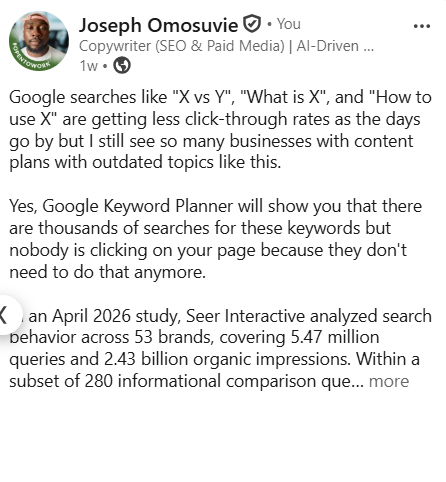 Joseph Omosuvie • You
Copywriter (SEO & Paid Media) | AI-Driven ...
1w •
#OPENTOWORK
Google searches like "X vs Y", "What is X", and "How to
use X" are getting less click-through rates as the days
go by but I still see so many businesses with content
plans with outdated topics like this.
Yes, Google Keyword Planner will show you that there
are thousands of searches for these keywords but
nobody is clicking on your page because they don't
need to do that anymore.
an April 2026 study, Seer Interactive analyzed search
behavior across 53 brands, covering 5.47 million
queries and 2.43 billion organic impressions. Within a
subset of 280 informational comparison que... more